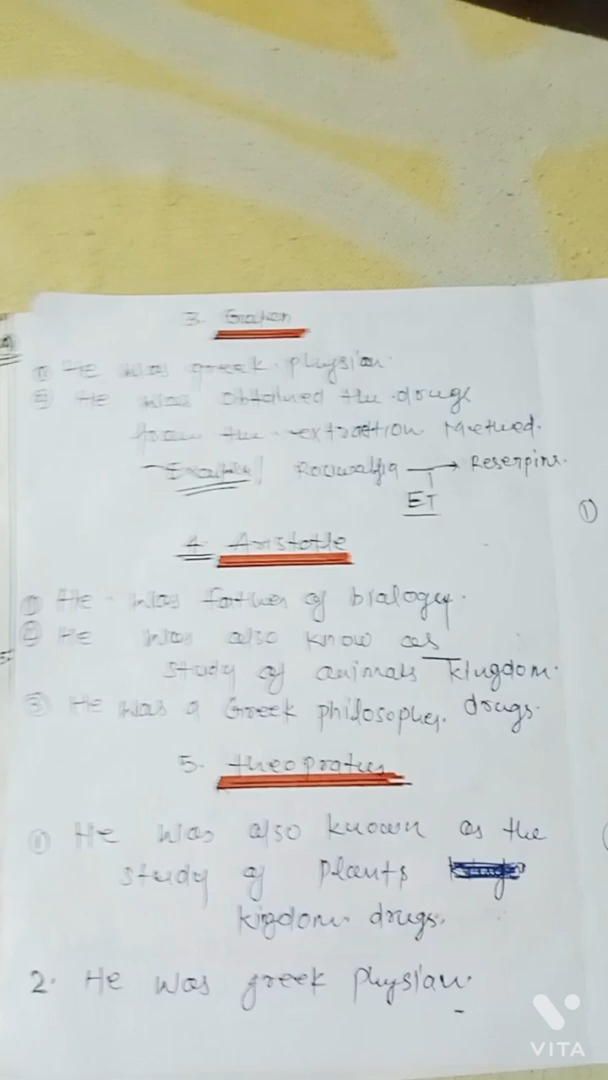 3. Galen
① He was greek physian.
② He was obtained the drugs
from the extraction Method.
Example! Rouwalfia → Reserpins.
ET
①
4. Aristotle
① He was father of bialogy.
② He was also know as
study of animals kingdom.
③ He was a Greek philosopher. drugs.
5. theopratus
① He was also known as the
study of plants
kigdom drugs.
2. He was greek physian.
VITA